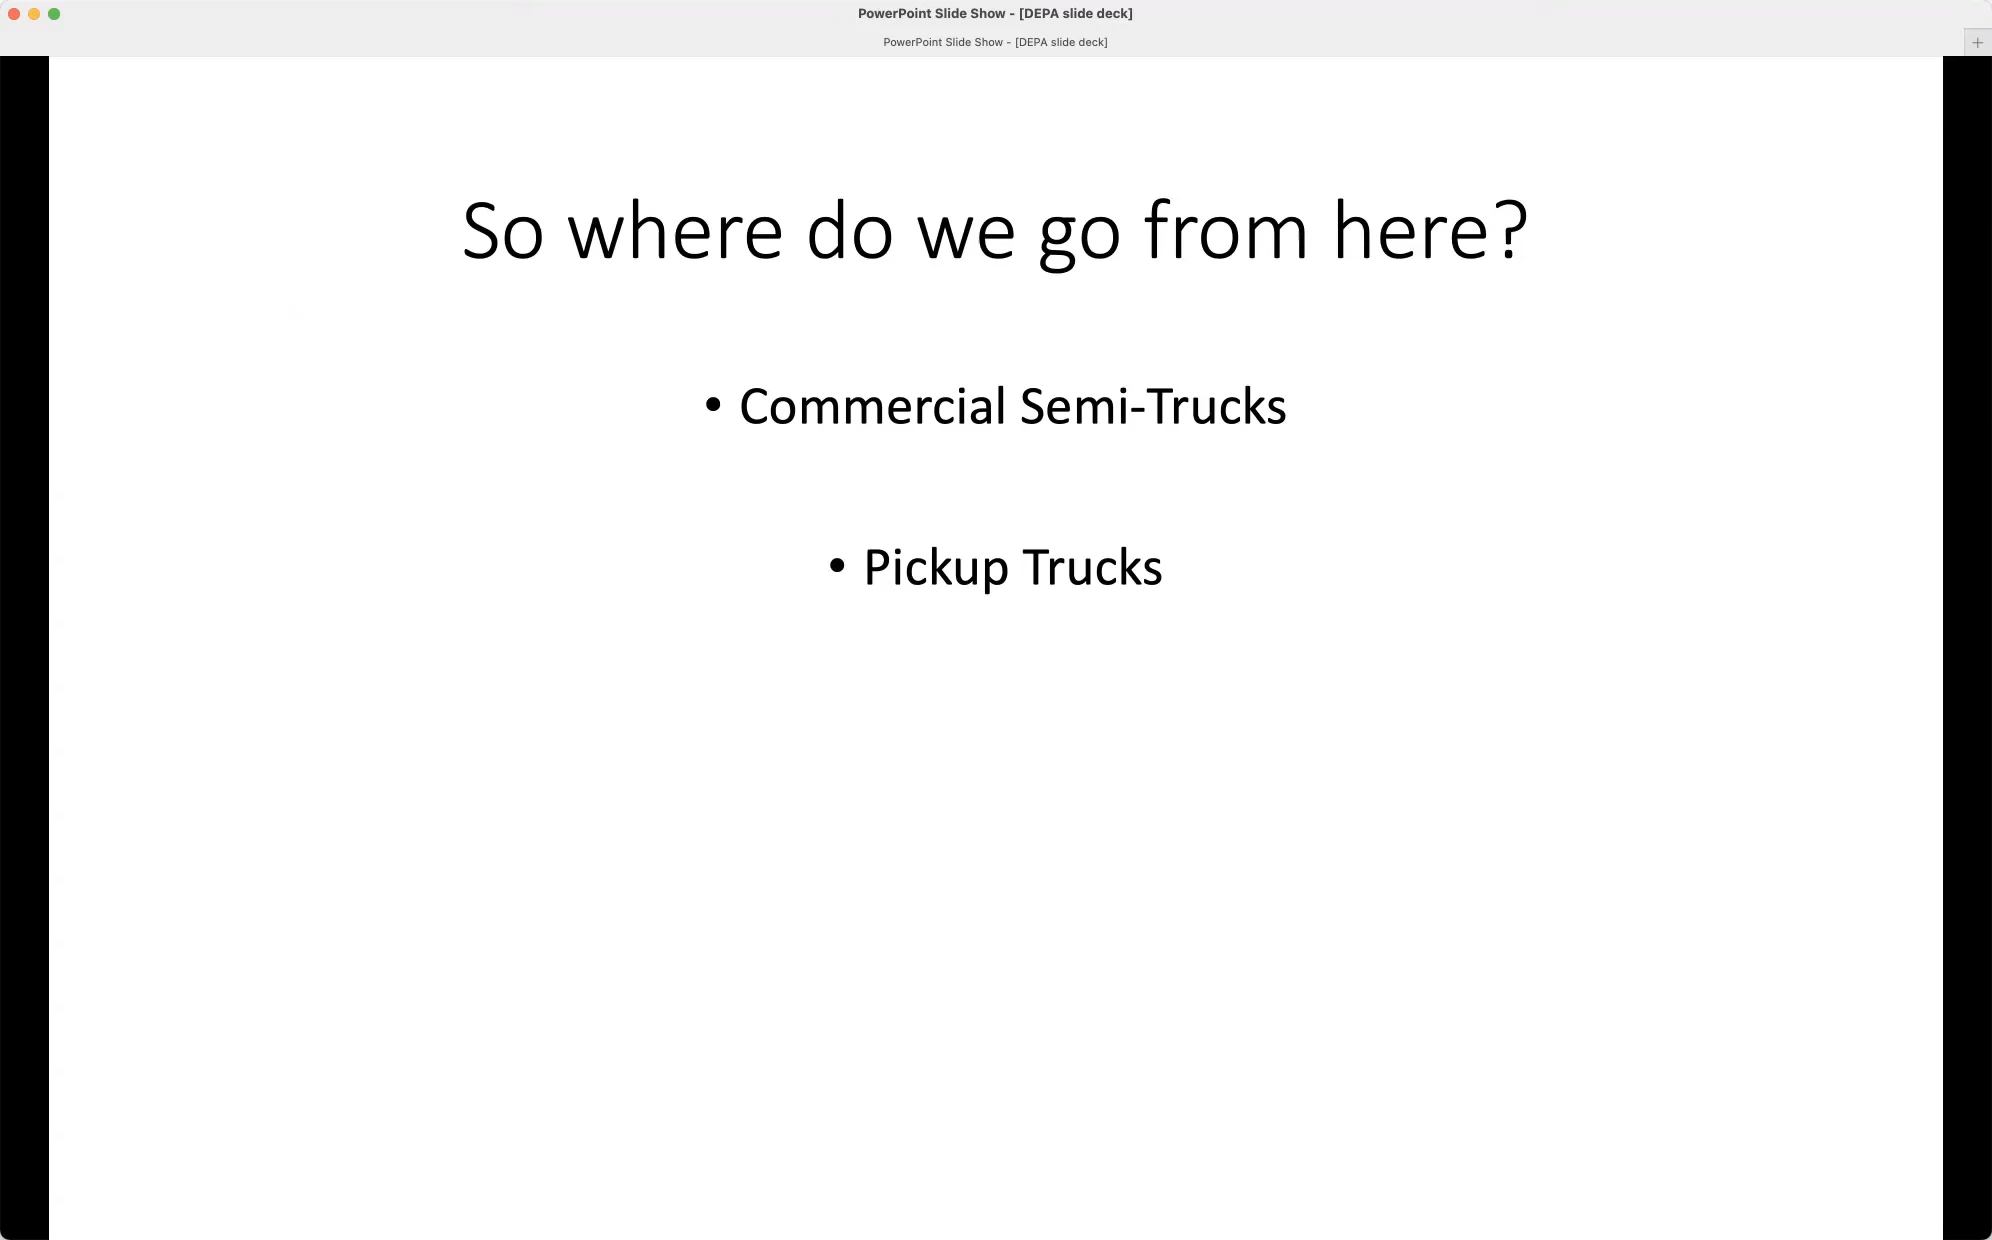 PowerPoint Slide Show - [DEPA slide deck]
PowerPoint Slide Show - [DEPA slide deck]
So where do we go from here?
• Commercial Semi-Trucks
• Pickup Trucks